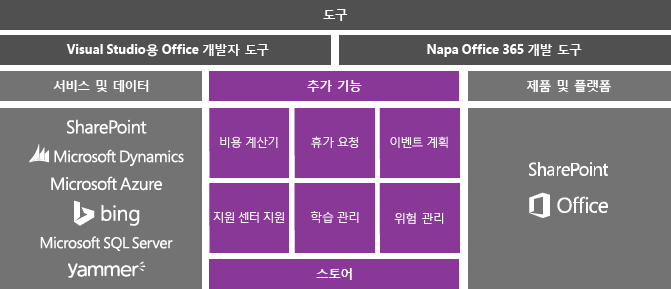 도구
Visual Studio용 Office 개발자 도구
Napa Office 365 개발 도구
서비스 및 데이터
추가 기능
제품 및 플랫폼
SharePoint
Microsoft Dynamics
Microsoft Azure
bing
Microsoft SQL Server
yammer
비용 계산기
휴가 요청
이벤트 계획
지원 센터 지원
학습 관리
위험 관리
스토어
SharePoint
Office